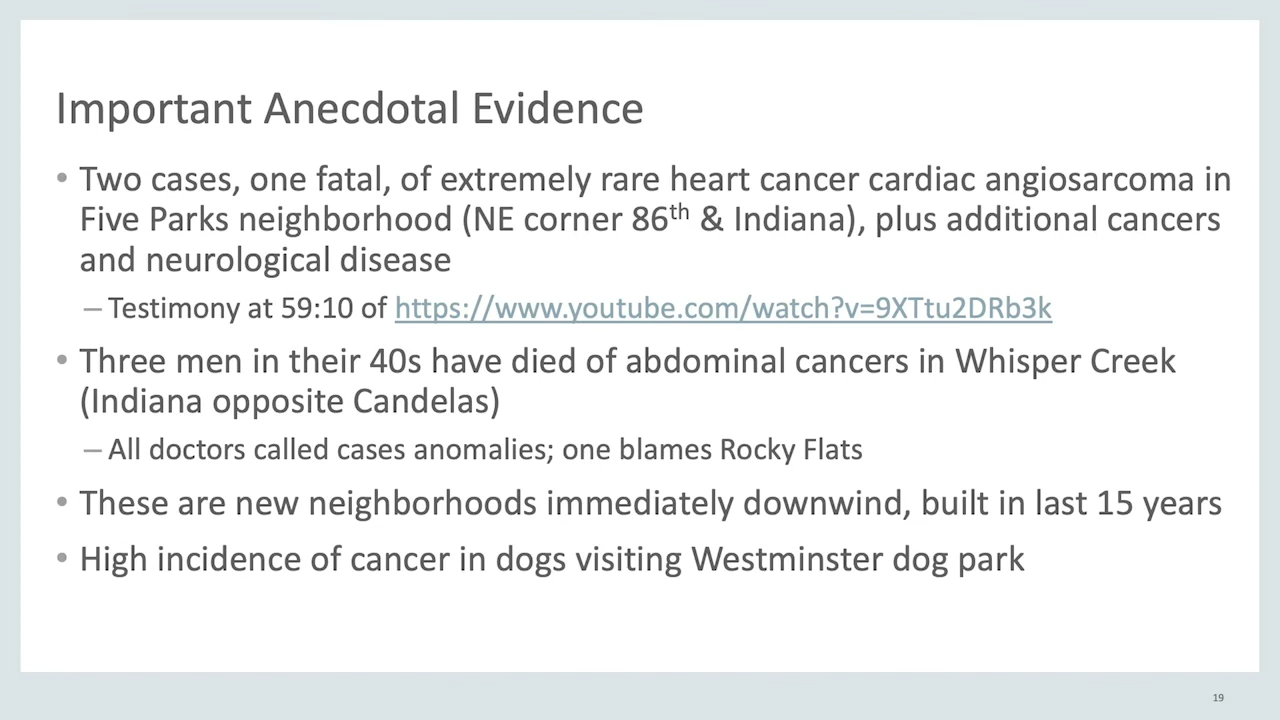 Important Anecdotal Evidence
• Two cases, one fatal, of extremely rare heart cancer cardiac angiosarcoma in
Five Parks neighborhood (NE corner 86th & Indiana), plus additional cancers
and neurological disease
– Testimony at 59:10 of https://www.youtube.com/watch?v=9XTtu2DRb3k
• Three men in their 40s have died of abdominal cancers in Whisper Creek
(Indiana opposite Candelas)
– All doctors called cases anomalies; one blames Rocky Flats
• These are new neighborhoods immediately downwind, built in last 15 years
• High incidence of cancer in dogs visiting Westminster dog park
19